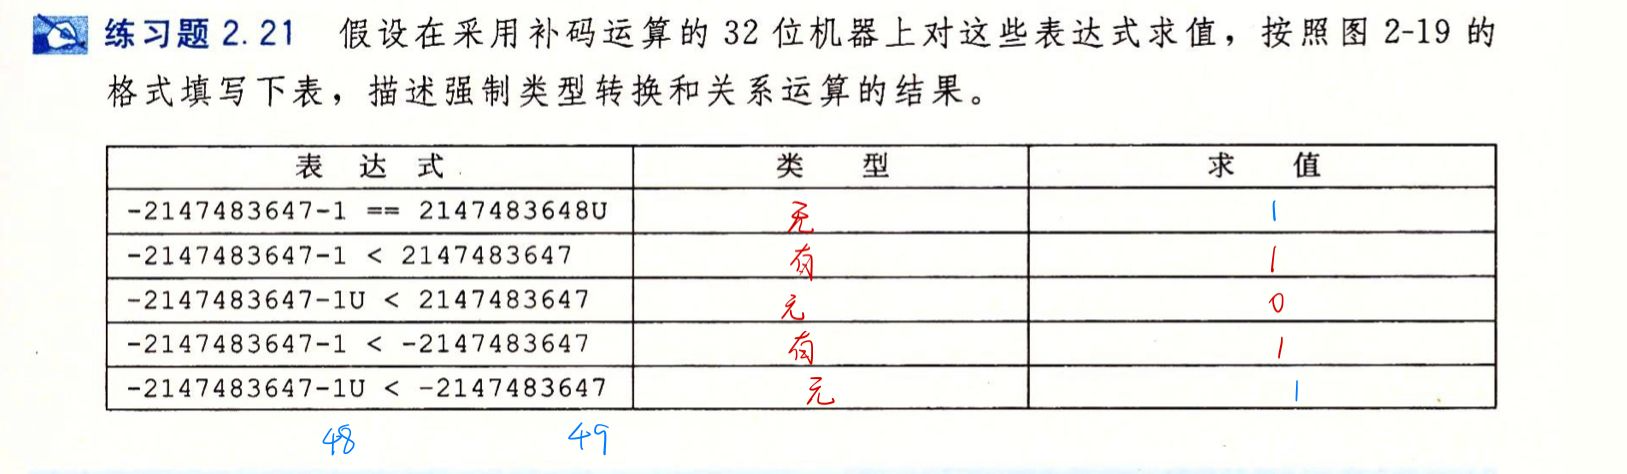 练习题 2.21 假设在采用补码运算的 32 位机器上对这些表达式求值，按照图 2-19 的
格式填写下表，描述强制类型转换和关系运算的结果。
表 达 式 类 型 求 值
-2147483647-1 == 2147483648U 无 1
-2147483647-1 < 2147483647 有 1
-2147483647-1U < 2147483647 无 0
-2147483647-1 < -2147483647 有 1
-2147483647-1U < -2147483647 无 1
48 49